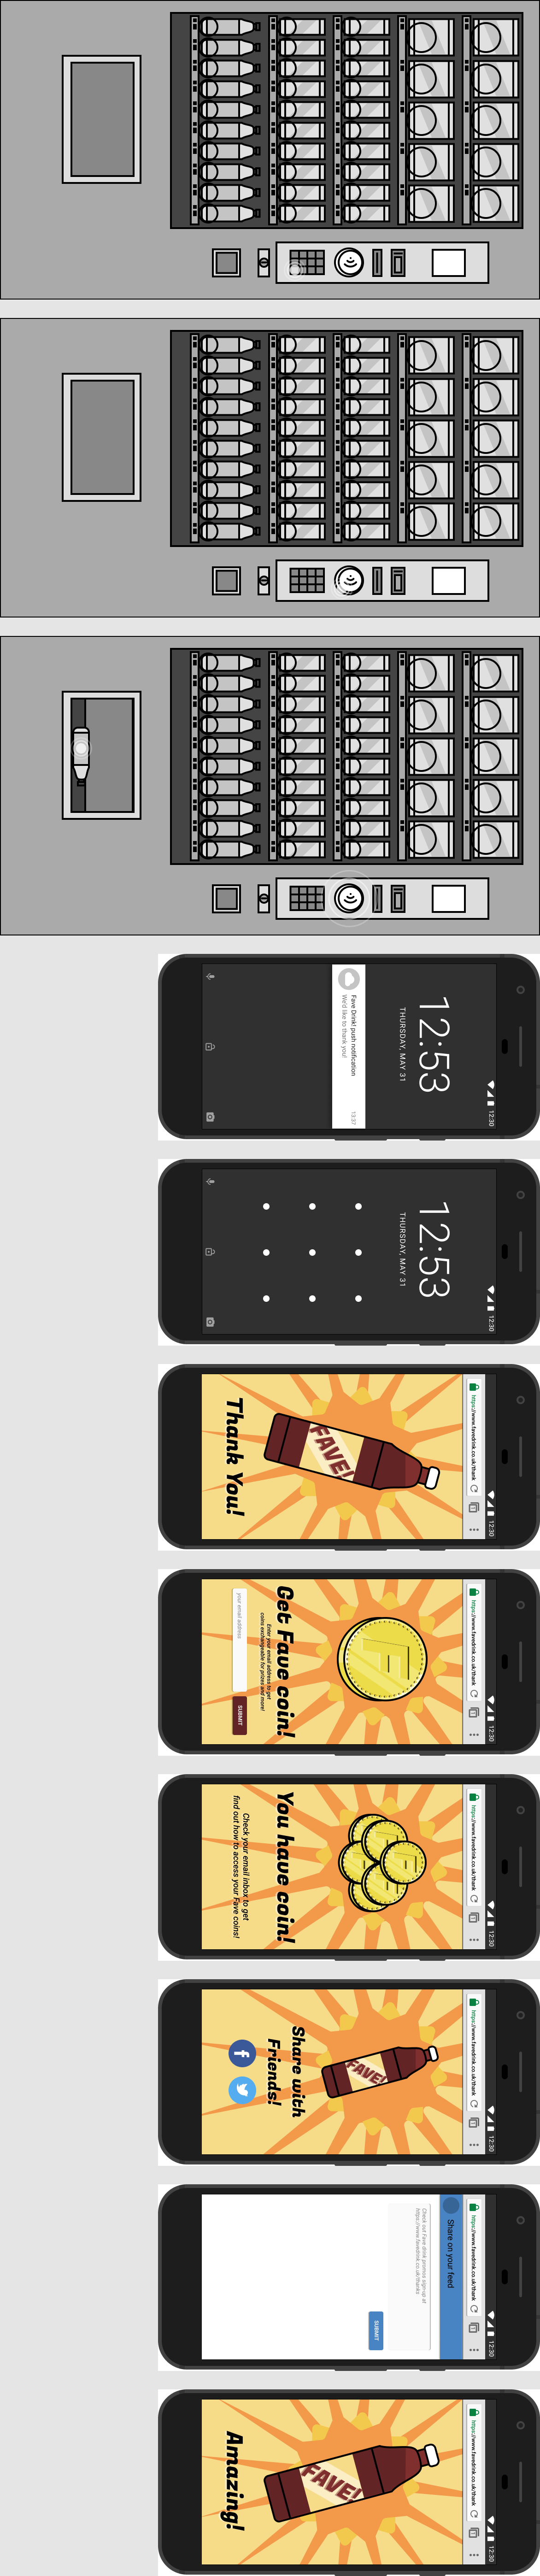 12:30
12:53
THURSDAY, MAY 31
Fave Drink! push notification
We'd like to thank you!
13:37
12:30
12:53
THURSDAY, MAY 31
12:30
https://www.favedrink.co.uk/thank
FAVE!
Thank You!
12:30
https://www.favedrink.co.uk/thank
F
Get Fave coin!
Enter your email address to get
coins exchangeable for prizes and more!
your email address
SUBMIT
12:30
https://www.favedrink.co.uk/thank
You have coin!
Check your email inbox to get
find out how to access your Fave coins!
12:30
https://www.favedrink.co.uk/thank
FAVE!
Share with
Friends!
f
12:30
https://www.favedrink.co.uk/thank
Share on your feed
Check out Fave drink promos signup at
https://www.favedrink.co.uk/thanks
SUBMIT
12:30
https://www.favedrink.co.uk/thank
FAVE!
Amazing!